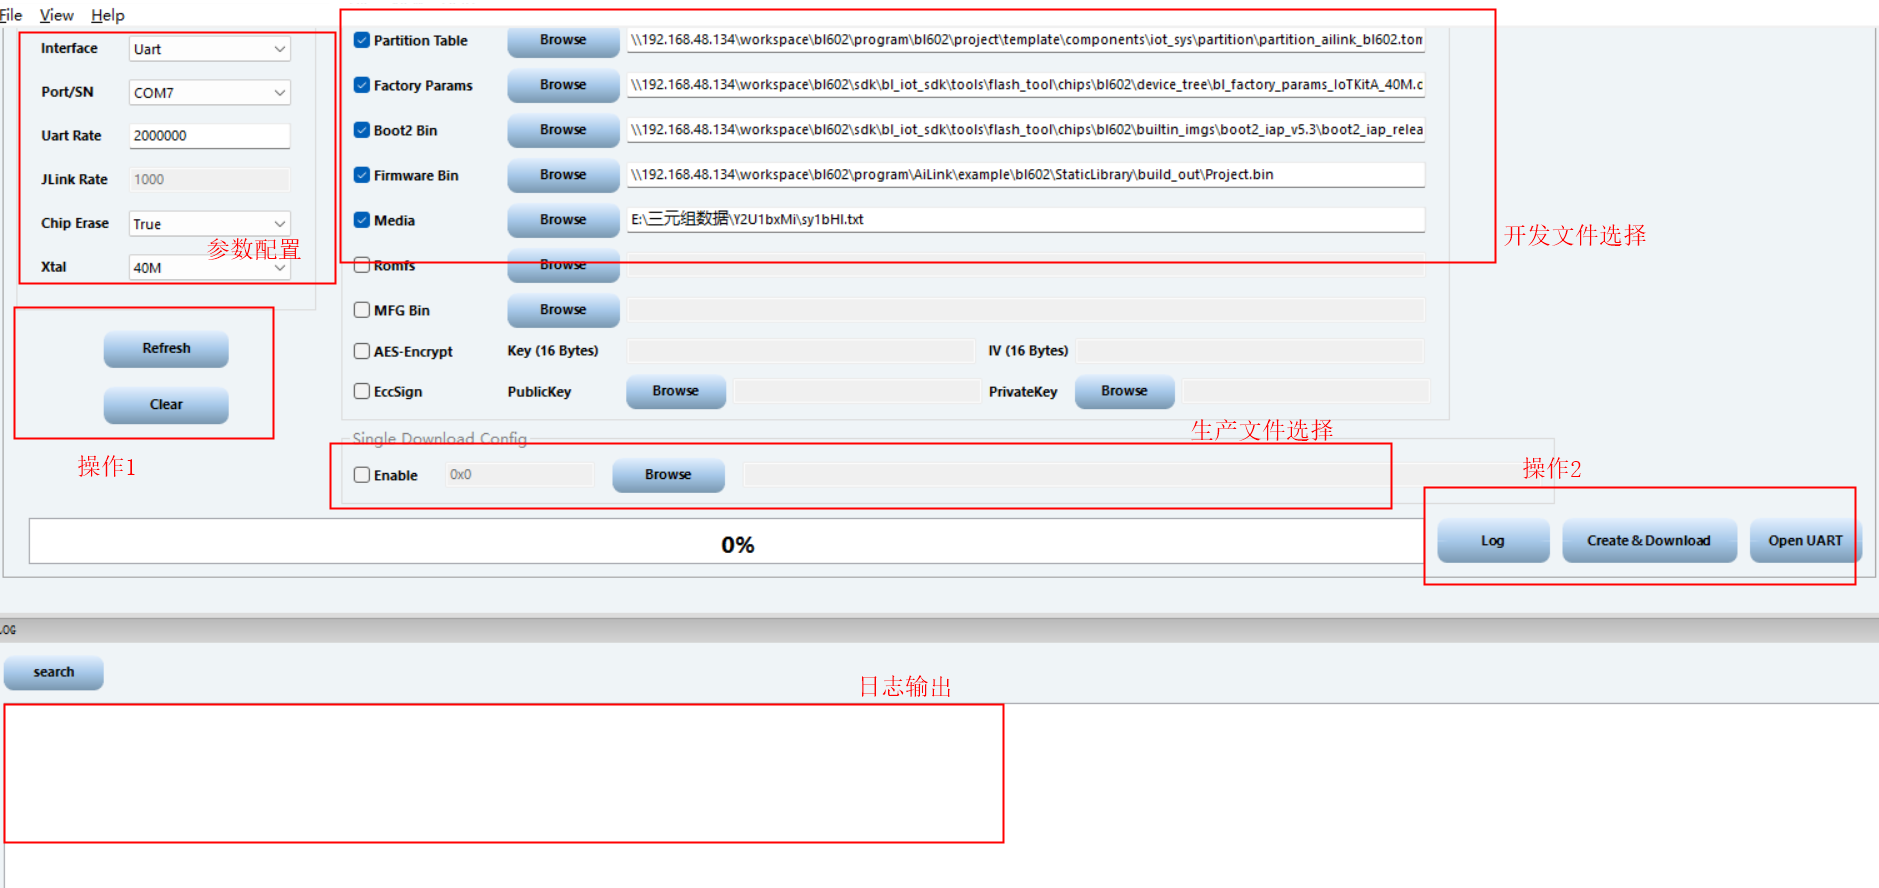 File View Help
Interface Uart
Port/SN COM7
Uart Rate 2000000
JLink Rate 1000
Chip Erase True
参数配置
Xtal 40M
Refresh
Clear
操作1
Partition Table Browse \\192.168.48.134\workspace\bl602\program\bl602\project\template\components\iot_sys\partition\partition_ailink_bl602.tom
Factory Params Browse \\192.168.48.134\workspace\bl602\sdk\bl_iot_sdk\tools\flash_tool\chips\bl602\device_tree\bl_factory_params_IoTKitA_40M.c
Boot2 Bin Browse \\192.168.48.134\workspace\bl602\sdk\bl_iot_sdk\tools\flash_tool\chips\bl602\builtin_imgs\boot2_iap_v5.3\boot2_iap_relea
Firmware Bin Browse \\192.168.48.134\workspace\bl602\program\AiLink\example\bl602\StaticLibrary\build_out\Project.bin
Media Browse E:\三元组数据\Y2U1bxMi\sy1bHI.txt
开发文件选择
Romfs Browse
MFG Bin Browse
AES-Encrypt Key (16 Bytes) IV (16 Bytes)
EccSign PublicKey Browse PrivateKey Browse
Single Download Config
生产文件选择
Enable 0x0 Browse
操作2
0%
Log Create & Download Open UART
LOG
search
日志输出